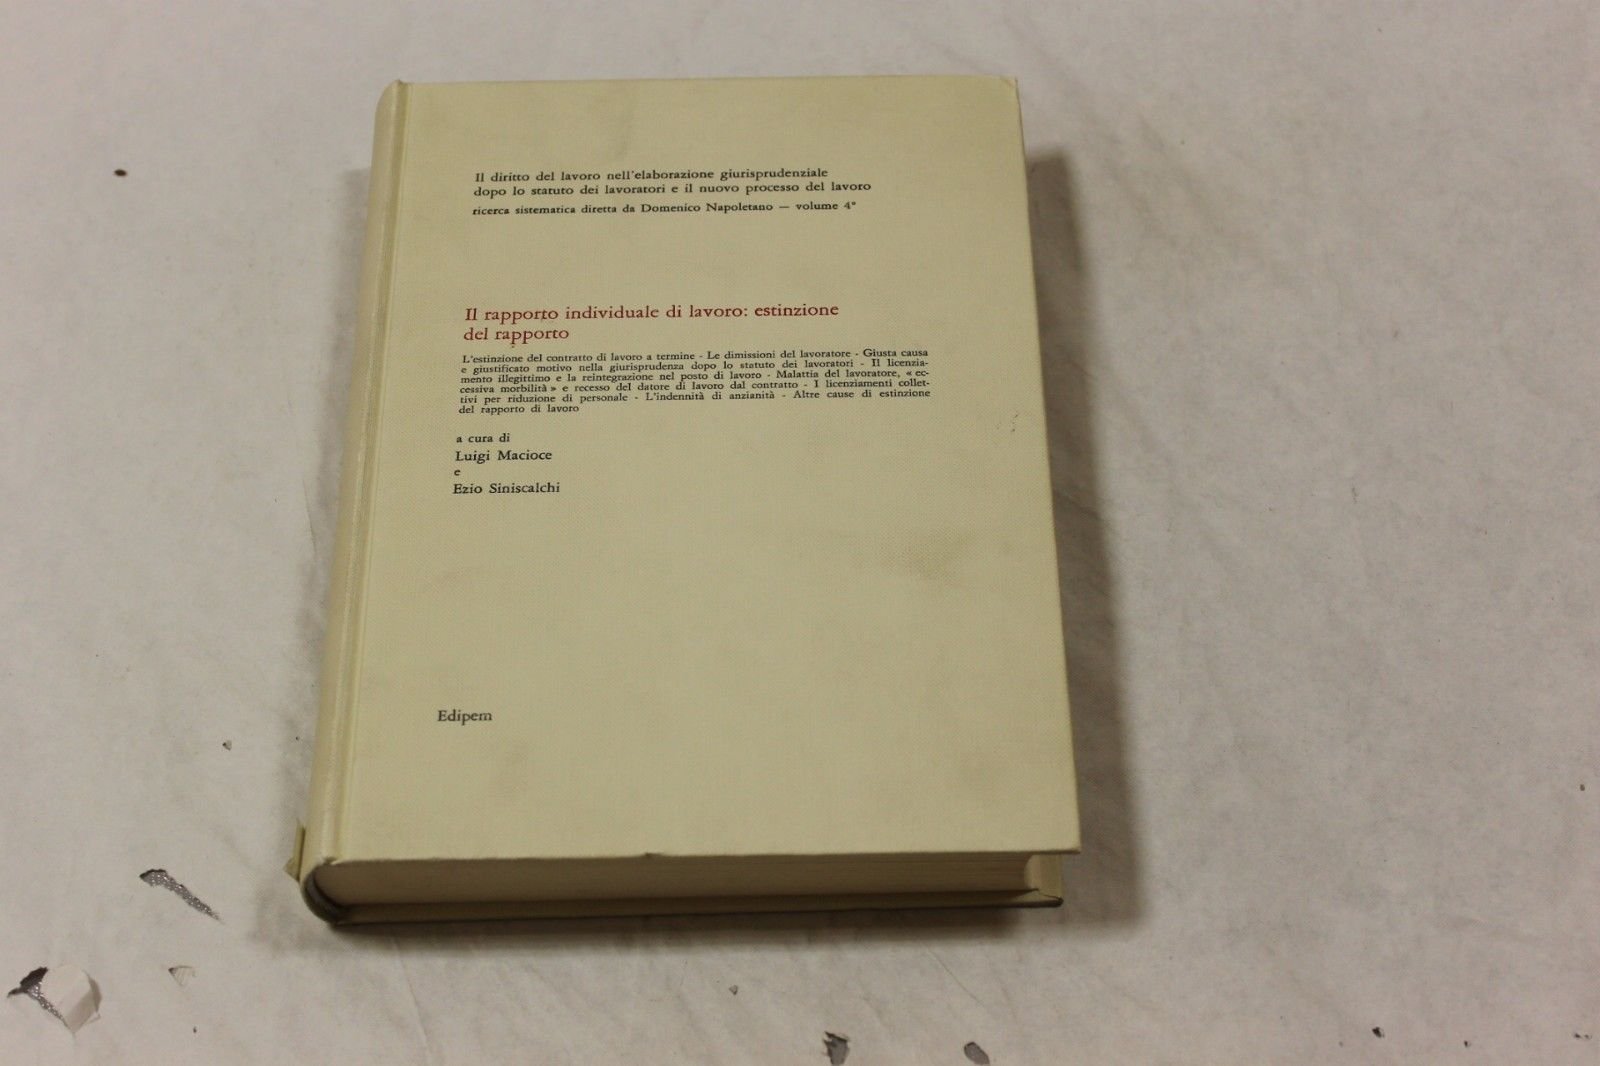 Il diritto del lavoro nell'elaborazione giurisprudenziale
dopo lo statuto dei lavoratori e il nuovo processo del lavoro
ricerca sistematica diretta da Domenico Napoletano — volume 4°
Il rapporto individuale di lavoro: estinzione
del rapporto
L'estinzione del contratto di lavoro a termine - Le dimissioni del lavoratore - Giusta causa
e giustificato motivo nella giurisprudenza dopo lo statuto dei lavoratori - Il licenzia-
mento illegittimo e la reintegrazione nel posto di lavoro - Malattia del lavoratore, « ec-
cessiva morbilità » e recesso del datore di lavoro dal contratto - I licenziamenti collet-
tivi per riduzione di personale - L'indennità di anzianità - Altre cause di estinzione
del rapporto di lavoro
a cura di
Luigi Macioce
e
Ezio Siniscalchi
Edipem